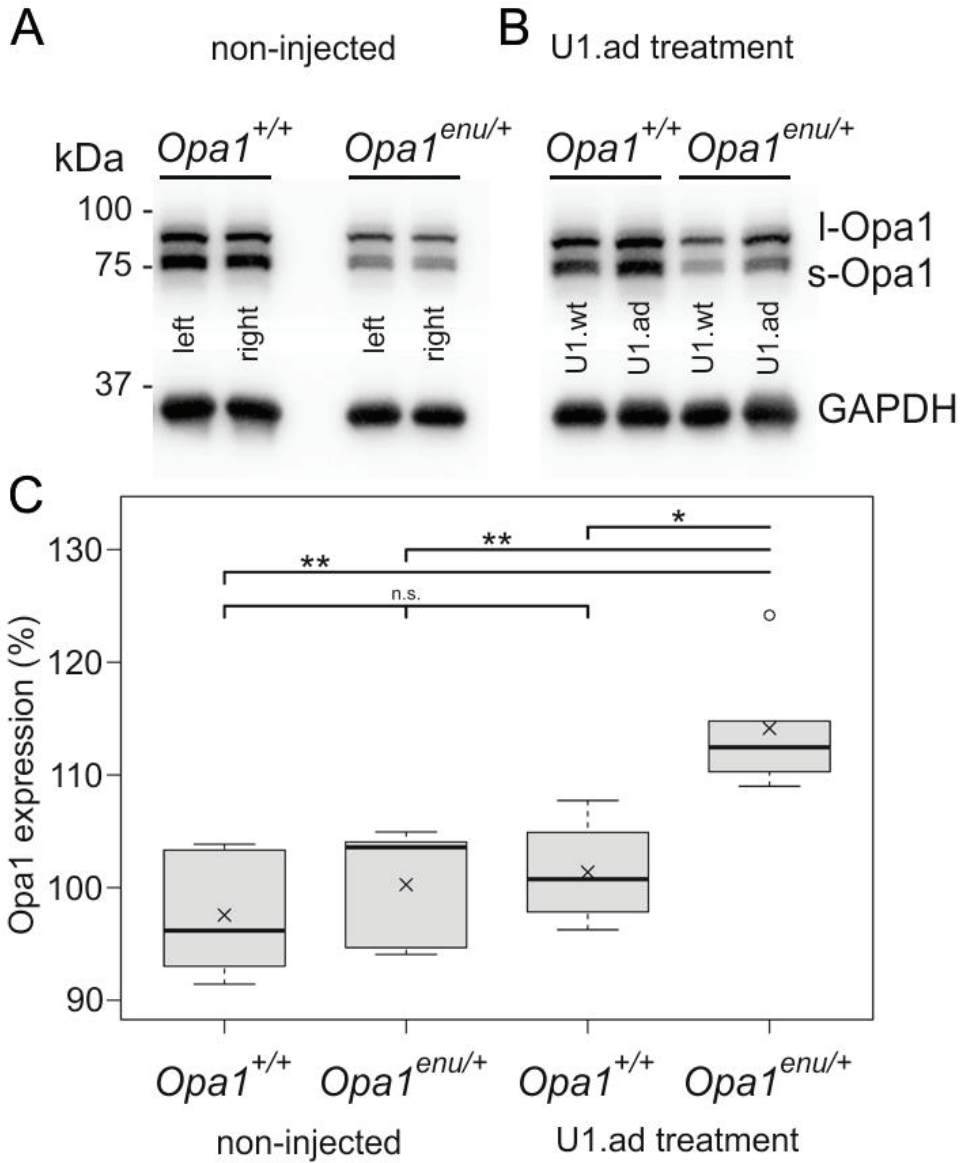 A
non-injected
B
U1.ad treatment
kDa
Opa1+/+
Opa1enu/+
Opa1+/+
Opa1enu/+
100 -
75 -
l-Opa1
s-Opa1
left
right
left
right
U1.wt
U1.ad
U1.wt
U1.ad
37 -
GAPDH
C
Opa1 expression (%)
130
120
110
100
90
*
**
**
n.s.
Opa1+/+
Opa1enu/+
Opa1+/+
Opa1enu/+
non-injected
U1.ad treatment